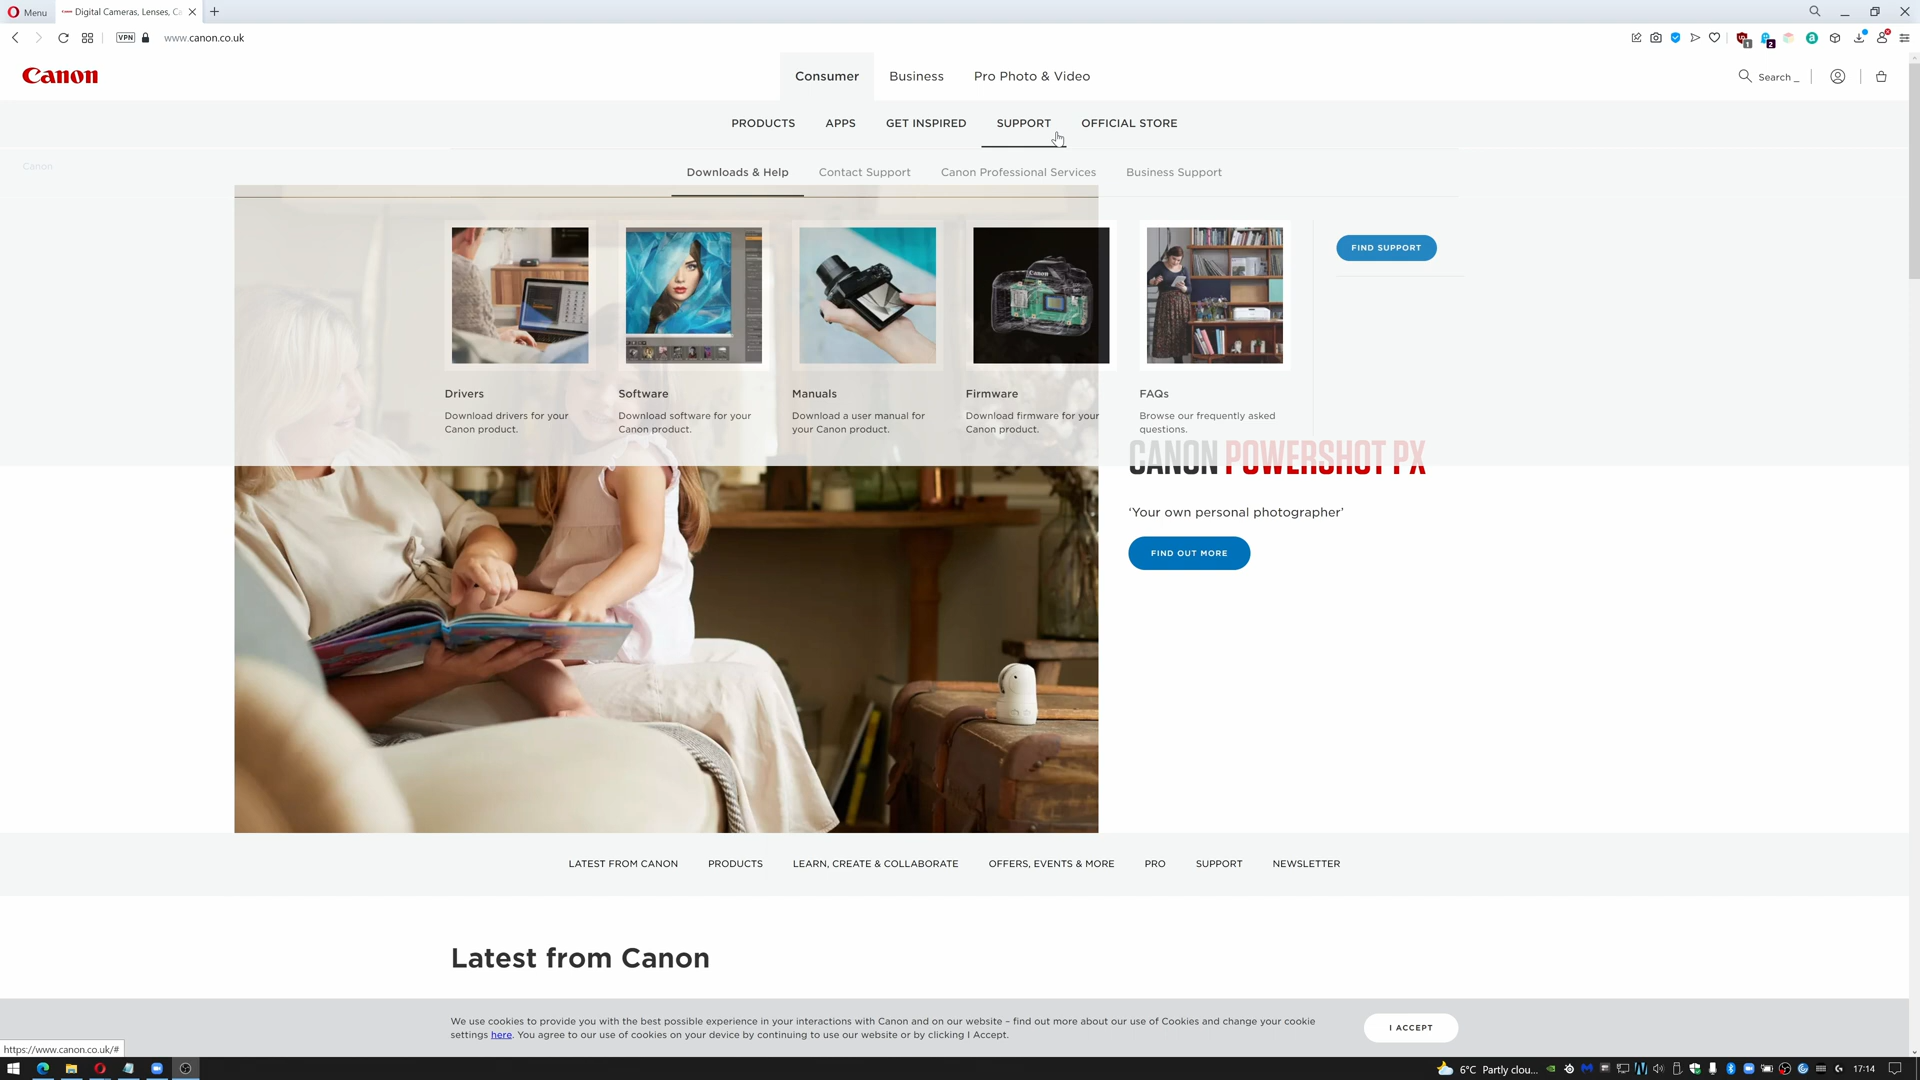 Menu
Digital Cameras, Lenses, C
VPN
www.canon.co.uk
1
2
Canon
Consumer
Business
Pro Photo & Video
Search _
PRODUCTS
APPS
GET INSPIRED
SUPPORT
OFFICIAL STORE
Canon
Downloads & Help
Contact Support
Canon Professional Services
Business Support
FIND SUPPORT
Canon
Drivers
Download drivers for your
Canon product.
Software
Download software for your
Canon product.
Manuals
Download a user manual for
your Canon product.
Firmware
Download firmware for your
Canon product.
FAQs
Browse our frequently asked
questions.
CANON POWERSHOT PX
‘Your own personal photographer’
FIND OUT MORE
LATEST FROM CANON
PRODUCTS
LEARN, CREATE & COLLABORATE
OFFERS, EVENTS & MORE
PRO
SUPPORT
NEWSLETTER
Latest from Canon
We use cookies to provide you with the best possible experience in your interactions with Canon and on our website – find out more about our use of Cookies and change your cookie
settings here. You agree to our use of cookies on your device by continuing to use our website or by clicking I Accept.
I ACCEPT
https://www.canon.co.uk/#
6°C Partly clou...
17:14